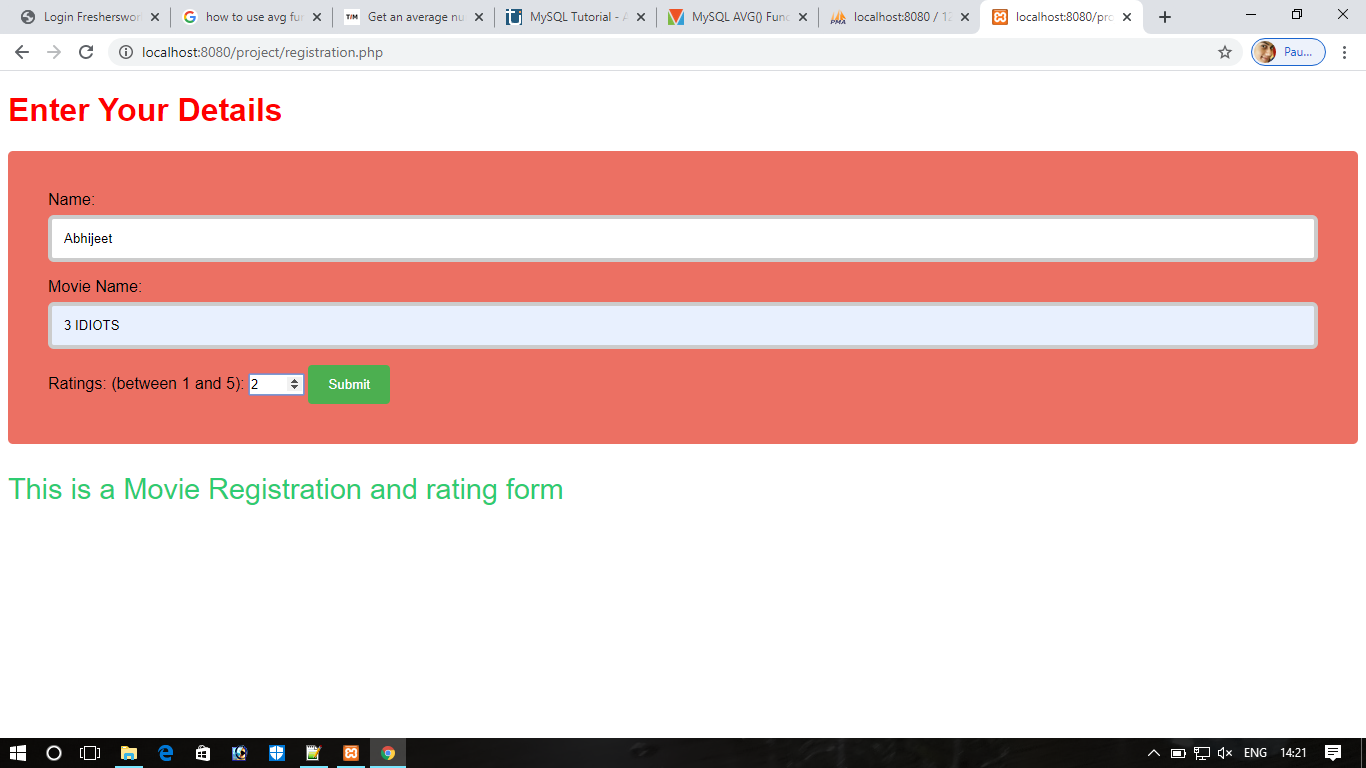 Login Fresherswor
how to use avg fun
Get an average nu
MySQL Tutorial - A
MySQL AVG() Func
localhost:8080 / 12
localhost:8080/pro
localhost:8080/project/registration.php
Pau...
Enter Your Details
Name:
Abhijeet
Movie Name:
3 IDIOTS
Ratings: (between 1 and 5): 2 Submit
This is a Movie Registration and rating form
ENG 14:21